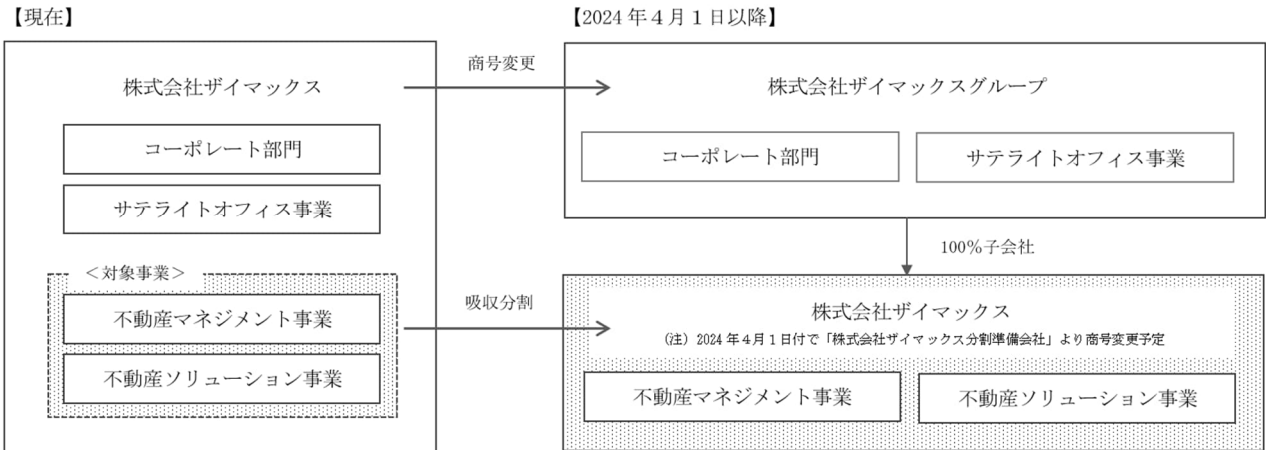 【現在】
株式会社ザイマックス
コーポレート部門
サテライトオフィス事業
＜対象事業＞
不動産マネジメント事業
不動産ソリューション事業
商号変更
吸収分割
【2024年４月１日以降】
株式会社ザイマックスグループ
コーポレート部門
サテライトオフィス事業
100％子会社
株式会社ザイマックス
（注）2024年４月１日付で「株式会社ザイマックス分割準備会社」より商号変更予定
不動産マネジメント事業
不動産ソリューション事業